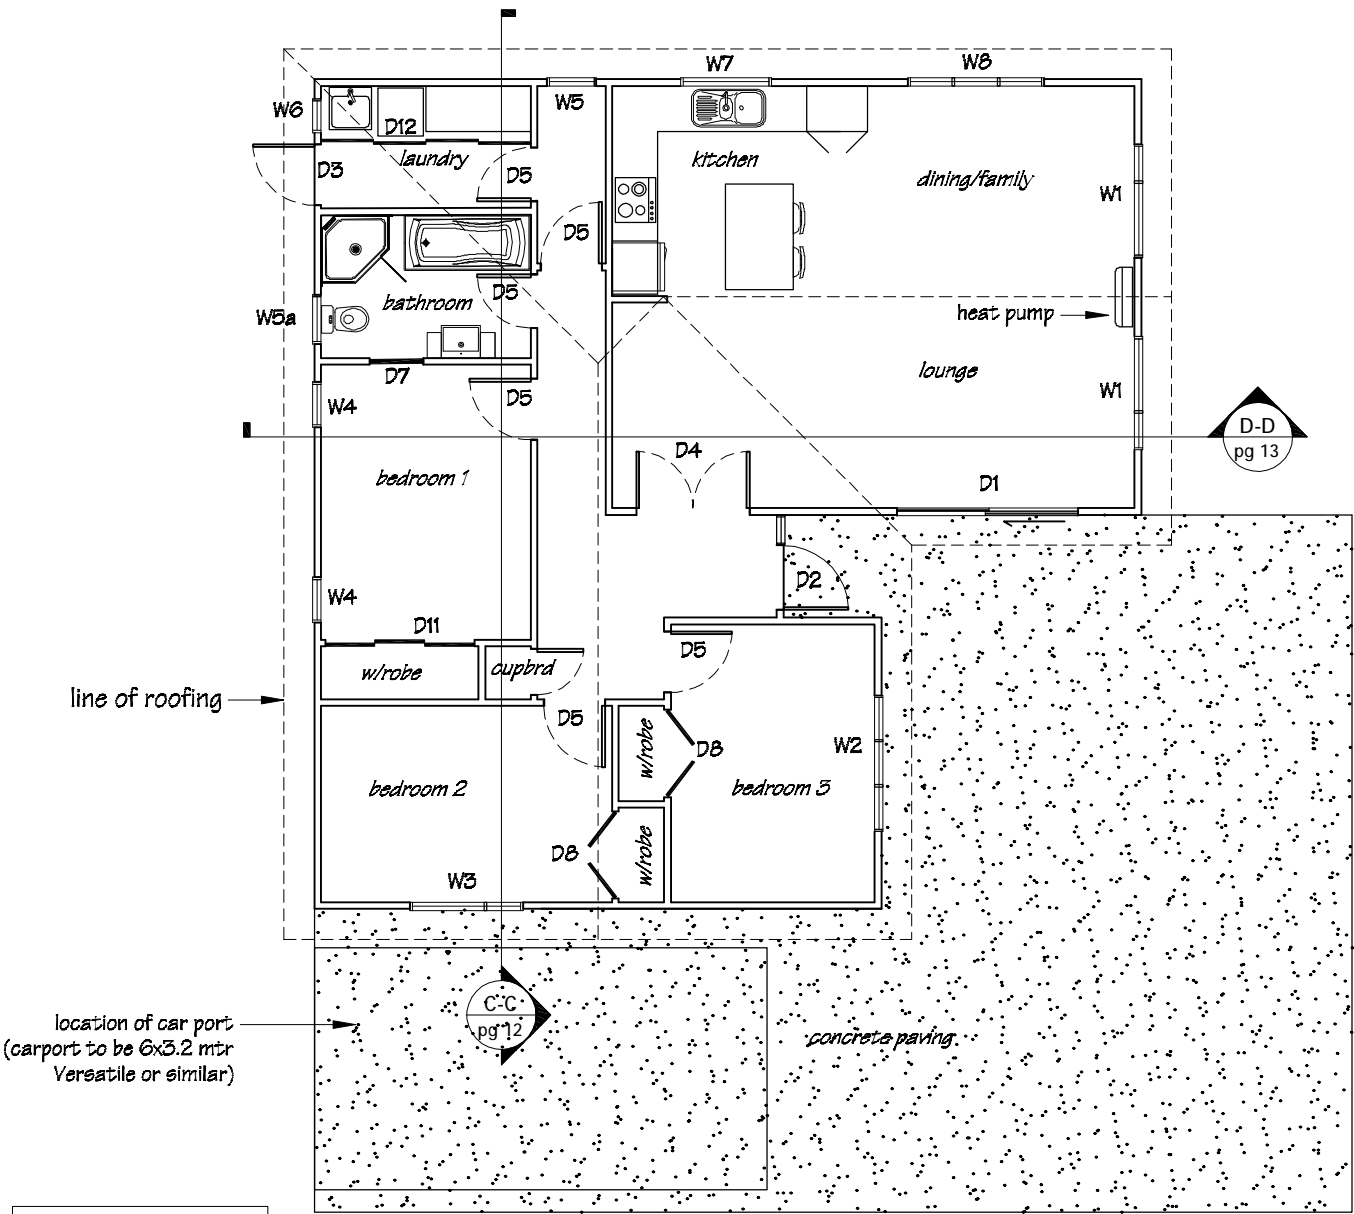 W7
W8
W6
W5
D12
laundry
kitchen
D3
D5
dining/family
W1
D5
D5
bathroom
W5a
heat pump
D7
lounge
D5
W4
W1
D-D
pg 13
D4
bedroom 1
D1
D2
W4
D11
D5
w/robe
cupbrd
line of roofing
D5
w/robe
D8
W2
bedroom 2
bedroom 3
D8
w/robe
W3
C-C
pg 12
location of car port
(carport to be 6x3.2 mtr
Versatile or similar)
concrete paving